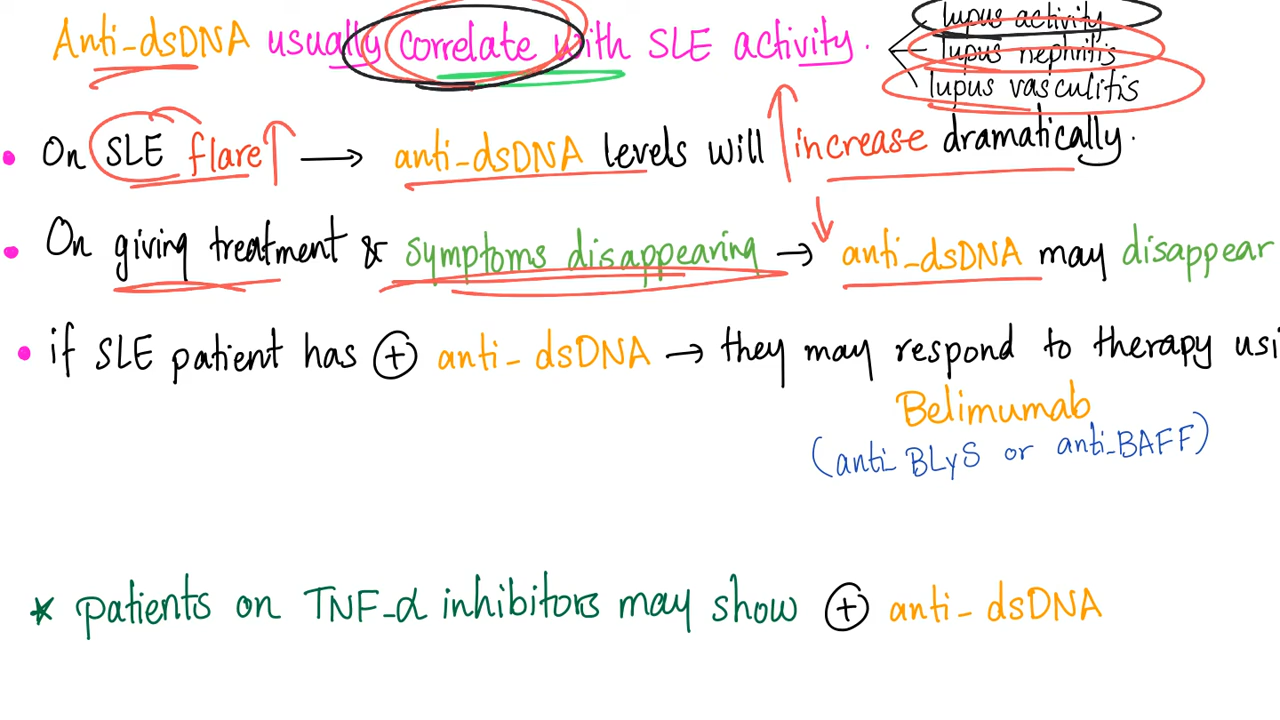 Anti-dsDNA usually correlate with SLE activity.
lupus activity
lupus nephritis
lupus vasculitis
• On SLE flare ↑ → anti-dsDNA levels will ↑ increase dramatically.
• On giving treatment & symptoms disappearing → ↓ anti-dsDNA may disappear
• if SLE patient has + anti-dsDNA → they may respond to therapy usi
Belimumab
(anti-BLyS or anti-BAFF)
* patients on TNF-α inhibitors may show + anti-dsDNA